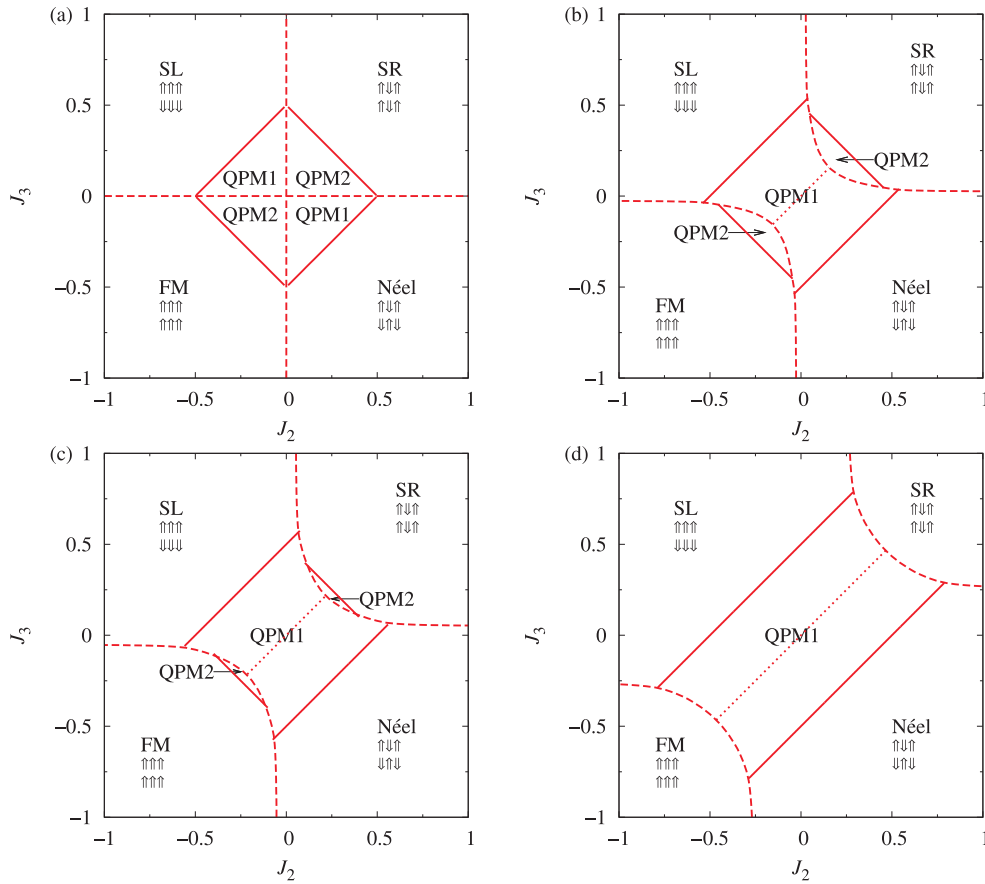 (a)
1
SL
⇑⇑⇑
⇓⇓⇓
SR
⇑⇓⇑
⇑⇓⇑
0.5
QPM1
QPM2
J3
0
QPM2
QPM1
−0.5
FM
⇑⇑⇑
⇑⇑⇑
Néel
⇑⇓⇑
⇓⇑⇓
−1
−1
−0.5
0
0.5
1
J2
(b)
1
SL
⇑⇑⇑
⇓⇓⇓
SR
⇑⇓⇑
⇑⇓⇑
0.5
QPM2
J3
0
QPM1
QPM2
−0.5
FM
⇑⇑⇑
⇑⇑⇑
Néel
⇑⇓⇑
⇓⇑⇓
−1
−1
−0.5
0
0.5
1
J2
(c)
1
SL
⇑⇑⇑
⇓⇓⇓
SR
⇑⇓⇑
⇑⇓⇑
0.5
QPM2
J3
0
QPM1
QPM2
−0.5
FM
⇑⇑⇑
⇑⇑⇑
Néel
⇑⇓⇑
⇓⇑⇓
−1
−1
−0.5
0
0.5
1
J2
(d)
1
SL
⇑⇑⇑
⇓⇓⇓
SR
⇑⇓⇑
⇑⇓⇑
0.5
J3
0
QPM1
−0.5
FM
⇑⇑⇑
⇑⇑⇑
Néel
⇑⇓⇑
⇓⇑⇓
−1
−1
−0.5
0
0.5
1
J2